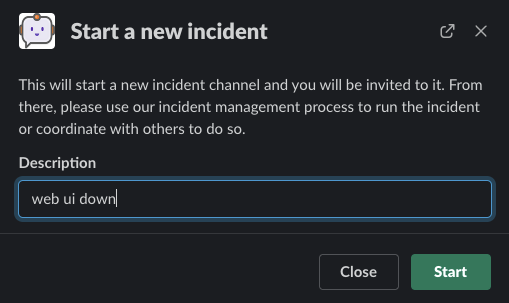 Start a new incident
This will start a new incident channel and you will be invited to it. From
there, please use our incident management process to run the incident
or coordinate with others to do so.
Description
web ui down
Close
Start